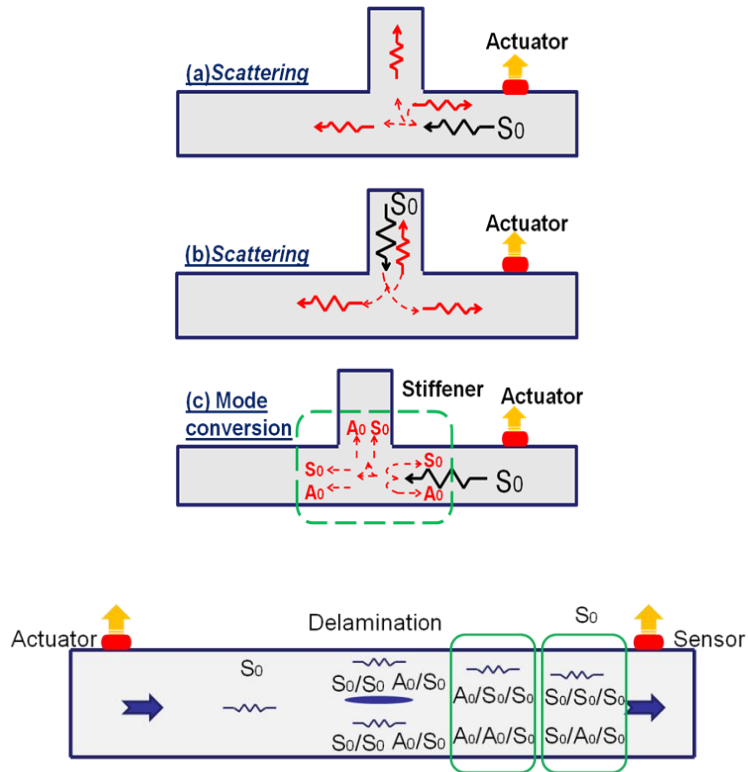 Actuator
(a)Scattering
S0
S0
Actuator
(b)Scattering
(c) Mode
conversion
Stiffener
Actuator
A0 S0
S0
S0
A0
A0
S0
S0
Delamination
Actuator
Sensor
S0
S0/S0 A0/S0
A0/S0/S0
S0/S0/S0
S0/S0 A0/S0
A0/A0/S0
S0/A0/S0